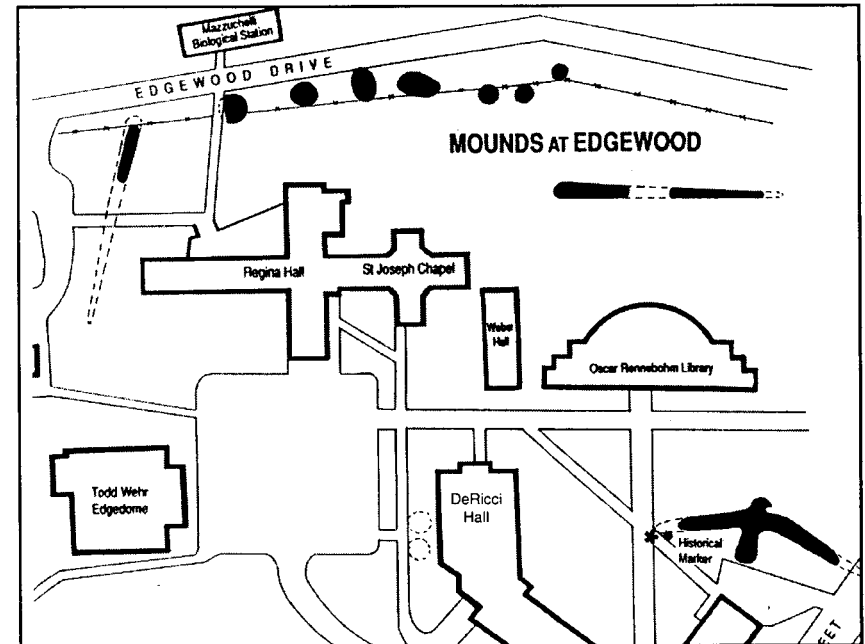 Mazzuchelli
Biological Station
EDGEWOOD DRIVE
MOUNDS AT EDGEWOOD
Regina Hall
St Joseph Chapel
Weber
Hall
Oscar Rennebohm Library
Todd Wehr
Edgedome
DeRicci
Hall
Historical
Marker
EET